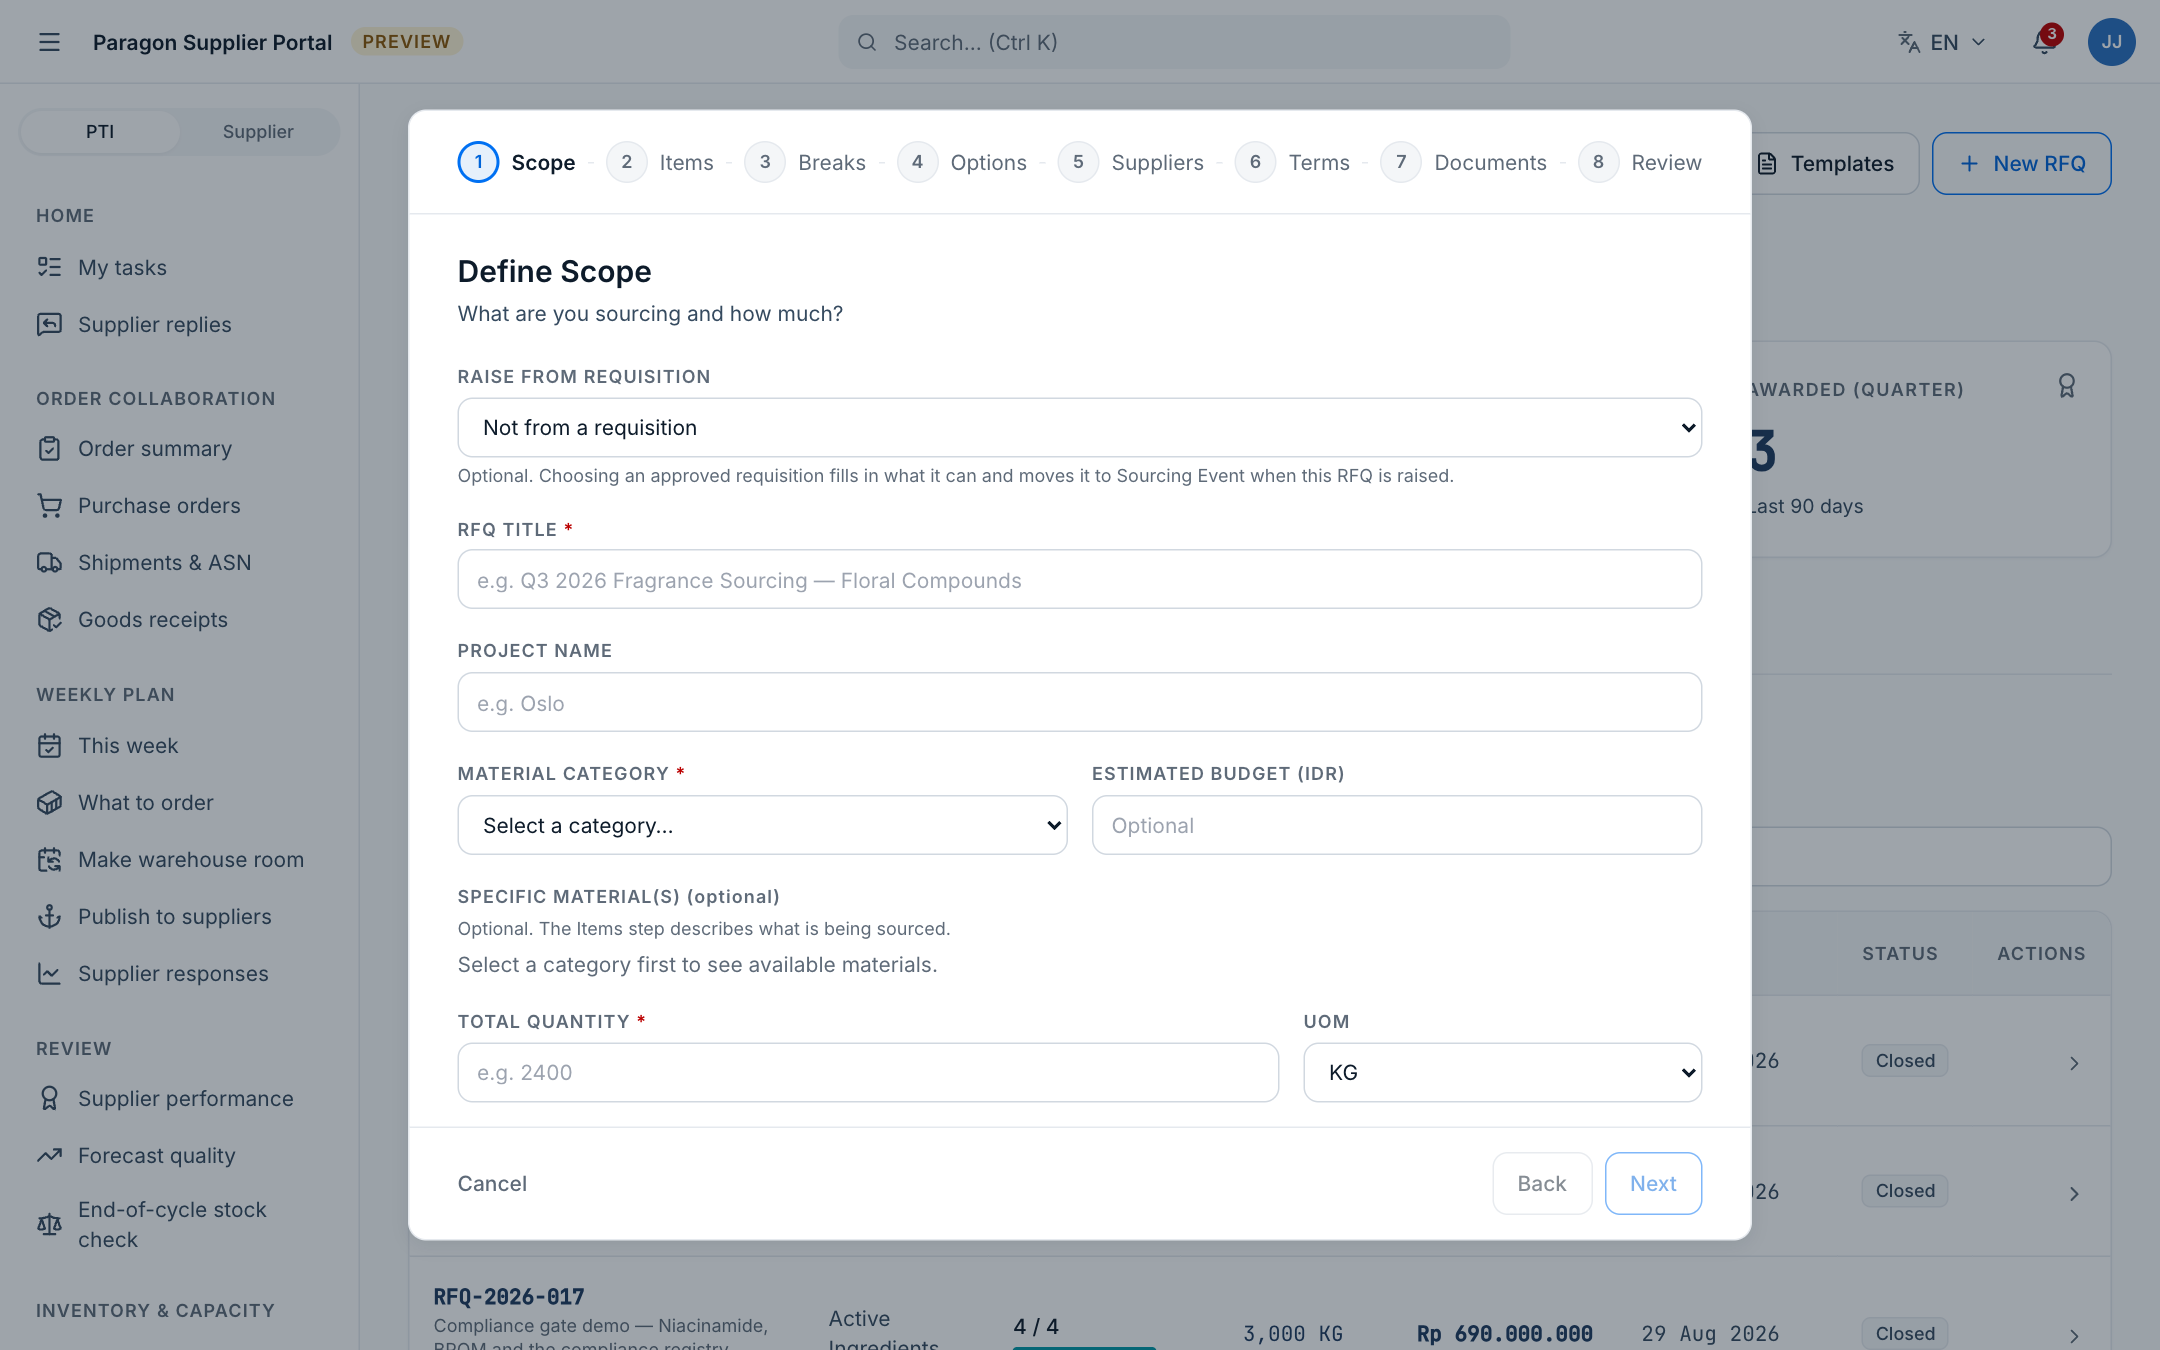 Paragon Supplier Portal
PREVIEW
Search... (Ctrl K)
EN
3
JJ
PTI
Supplier
HOME
My tasks
Supplier replies
ORDER COLLABORATION
Order summary
Purchase orders
Shipments & ASN
Goods receipts
WEEKLY PLAN
This week
What to order
Make warehouse room
Publish to suppliers
Supplier responses
REVIEW
Supplier performance
Forecast quality
End-of-cycle stock
check
INVENTORY & CAPACITY
Templates
New RFQ
1 Scope
2 Items
3 Breaks
4 Options
5 Suppliers
6 Terms
7 Documents
8 Review
Define Scope
What are you sourcing and how much?
RAISE FROM REQUISITION
Not from a requisition
Optional. Choosing an approved requisition fills in what it can and moves it to Sourcing Event when this RFQ is raised.
RFQ TITLE *
e.g. Q3 2026 Fragrance Sourcing — Floral Compounds
PROJECT NAME
e.g. Oslo
MATERIAL CATEGORY *
Select a category...
ESTIMATED BUDGET (IDR)
Optional
SPECIFIC MATERIAL(S) (optional)
Optional. The Items step describes what is being sourced.
Select a category first to see available materials.
TOTAL QUANTITY *
e.g. 2400
UOM
KG
Cancel
Back
Next
AWARDED (QUARTER)
3
Last 90 days
STATUS
ACTIONS
Closed
Closed
RFQ-2026-017
Compliance gate demo — Niacinamide,
BPOM and the compliance registry
Active
Ingredients
4 / 4
3,000 KG
Rp 690.000.000
29 Aug 2026
Closed